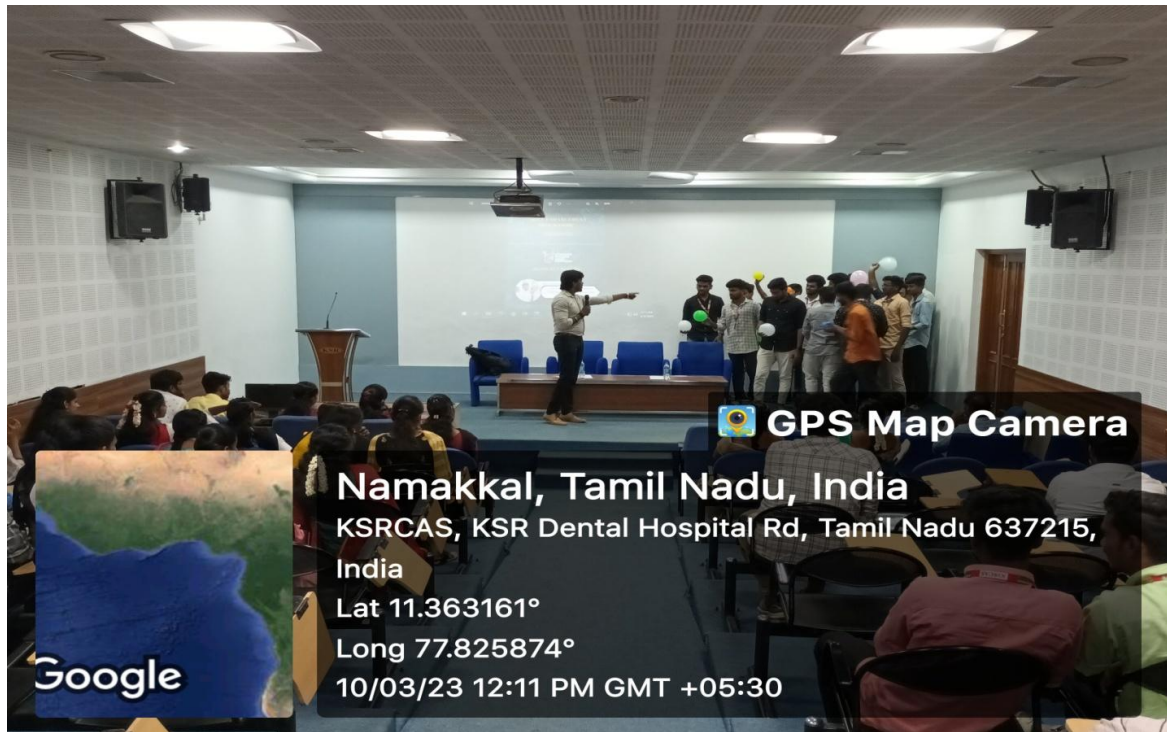 GPS Map Camera
Namakkal, Tamil Nadu, India
KSRCAS, KSR Dental Hospital Rd, Tamil Nadu 637215,
India
Lat 11.363161°
Long 77.825874°
10/03/23 12:11 PM GMT +05:30
Google